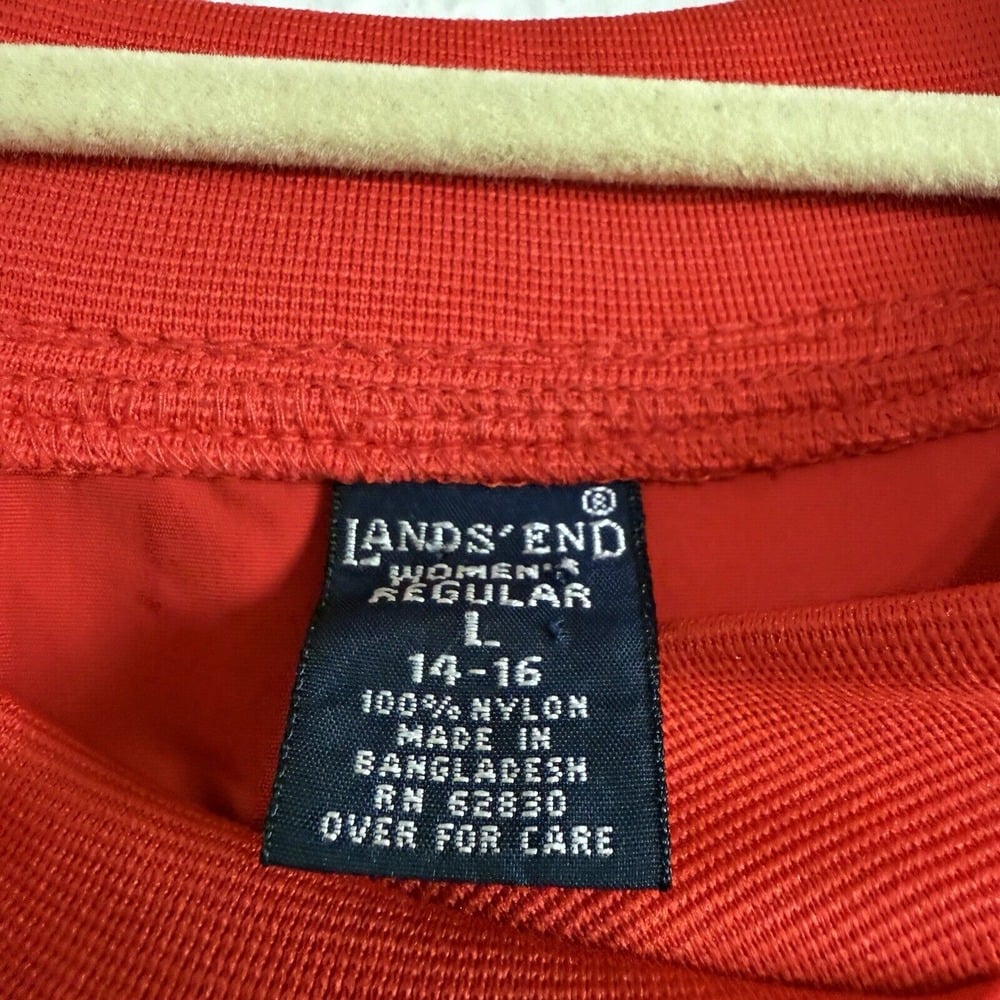 LANDS' END®
WOMEN'S
REGULAR
L
14-16
100% NYLON
MADE IN
BANGLADESH
RN 62830
OVER FOR CARE